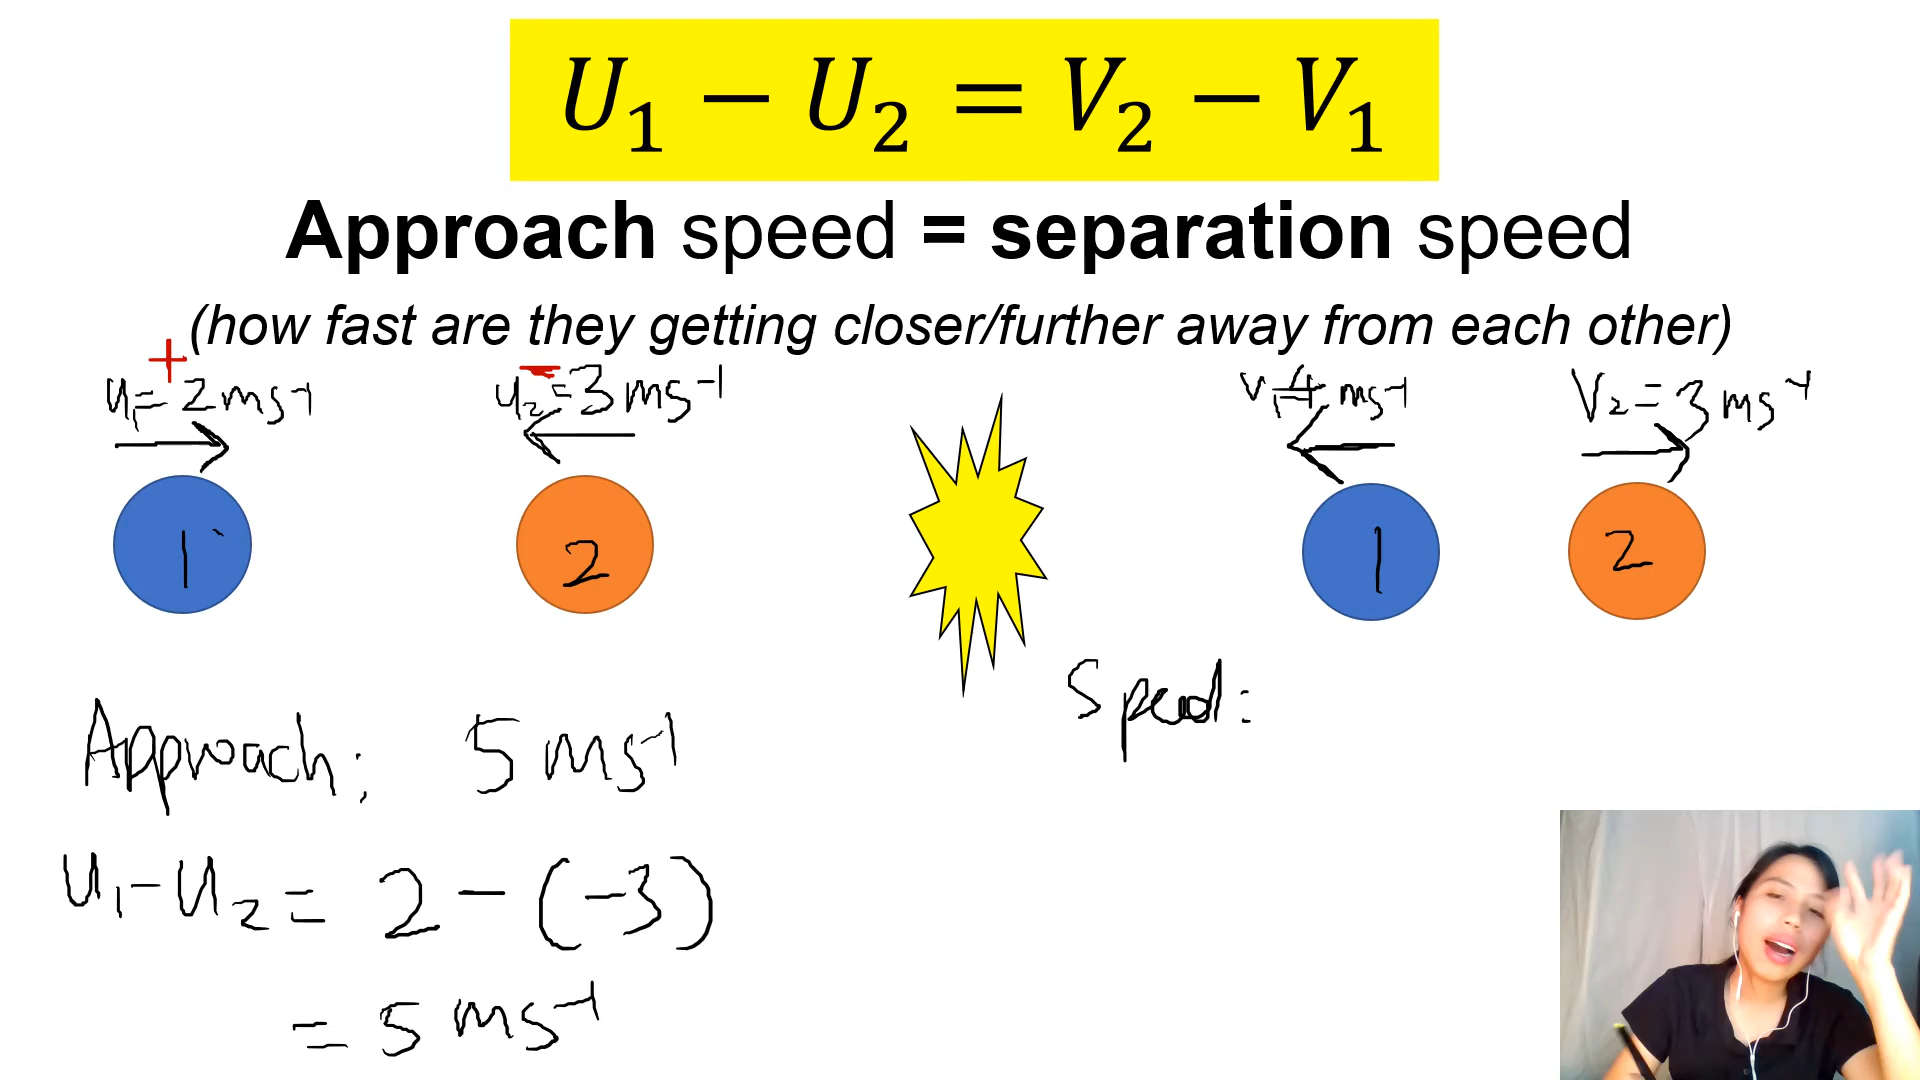 U₁ − U₂ = V₂ − V₁
Approach speed = separation speed
(how fast are they getting closer/further away from each other)
+
u₁ = 2 ms⁻¹
−
u₂ = 3 ms⁻¹
v₁ = 4 ms⁻¹
V₂ = 3 ms⁻¹
1
2
1
2
Speed:
Approach: 5 ms⁻¹
U₁ − U₂ = 2 − (−3)
= 5 ms⁻¹